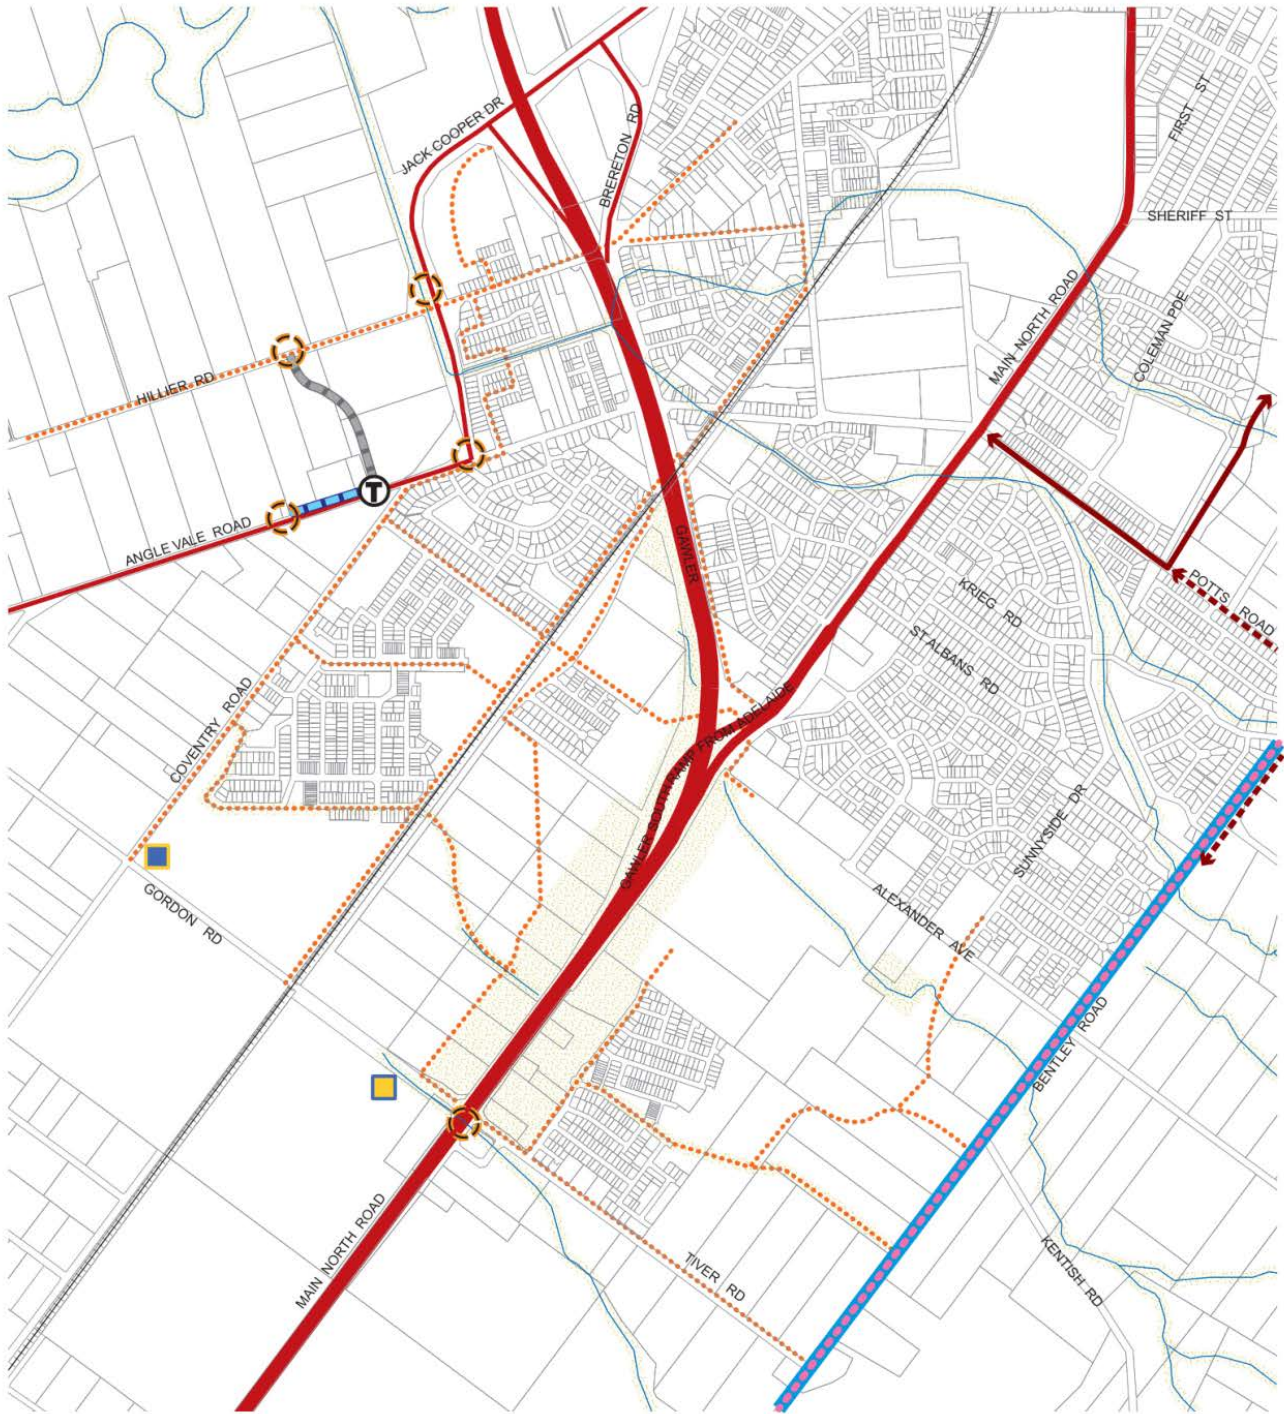 JACK COOPER DR
BRERETON RD
FIRST ST
SHERIFF ST
MAIN NORTH ROAD
COLEMAN PDE
HILLIER RD
T
ANGLE VALE ROAD
GAWLER
POTTS ROAD
KRIEG RD
ST ALBANS RD
COVENTRY ROAD
GAWLER SOUTH RAMP FROM ADELAIDE
SUNNYSIDE DR
GORDON RD
ALEXANDER AVE
BENTLEY ROAD
MAIN NORTH ROAD
TIVER RD
KENTISH RD